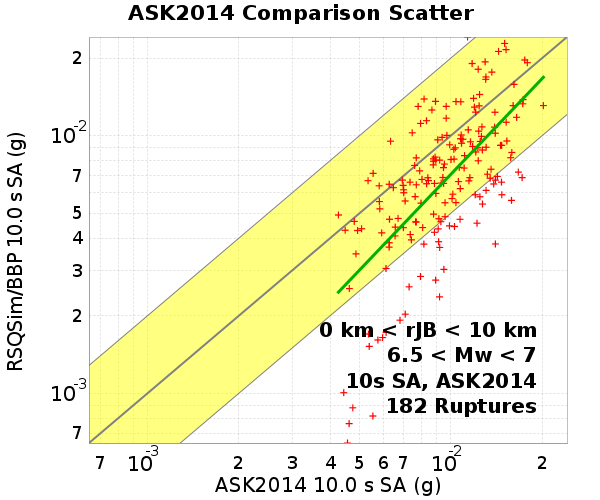 ASK2014 Comparison Scatter
RSQSim/BBP 10.0 s SA (g)
2
10-2
7
5
4
3
2
10-3
7
0 km < rJB < 10 km
6.5 < Mw < 7
10s SA, ASK2014
182 Ruptures
7 10-3 2 3 4 5 6 7 10-2 2
ASK2014 10.0 s SA (g)